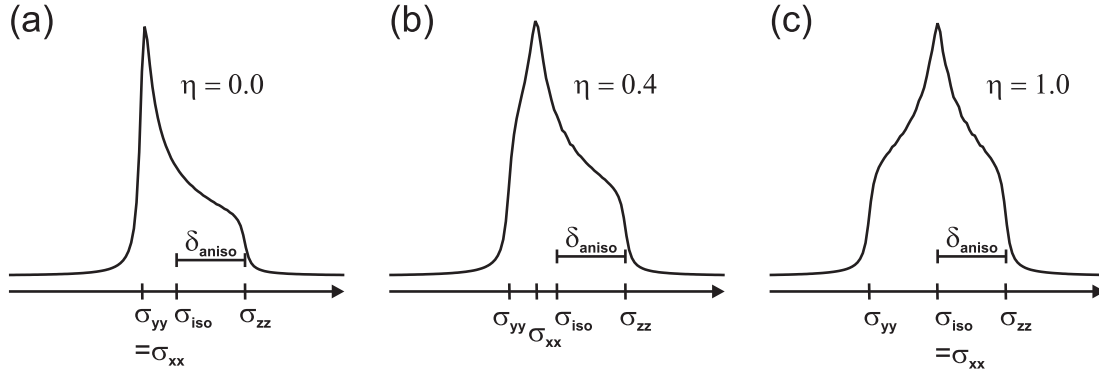 (a)
η = 0.0
δaniso
σyy σiso σzz
=σxx
(b)
η = 0.4
δaniso
σyy σxx σiso σzz
(c)
η = 1.0
δaniso
σyy σiso σzz
=σxx